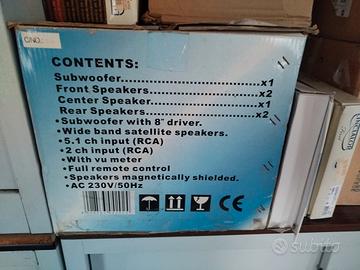 C/NO.:
CONTENTS:
Subwoofer..............................x1
Front Speakers.......................x2
Center Speaker......................x1
Rear Speakers........................x2
•Subwoofer with 8" driver.
•Wide band satellite speakers.
•5.1 ch input (RCA)
•2 ch input (RCA)
•With vu meter
•Full remote control
•Speakers magnetically shielded.
•AC 230V/50Hz
CE
subito